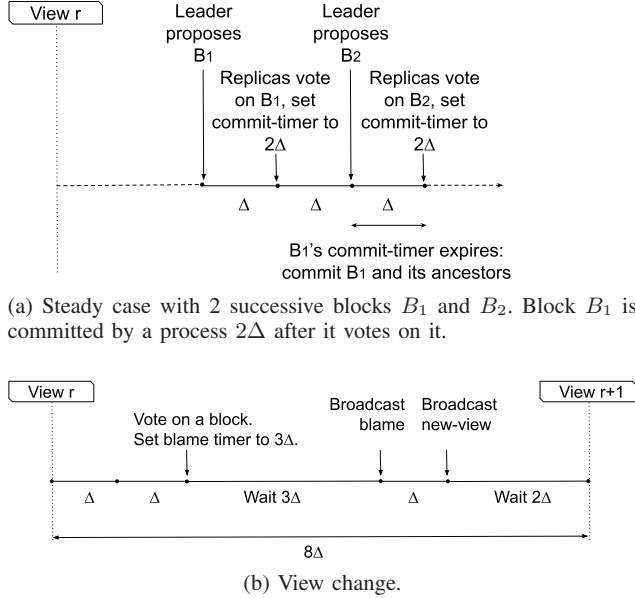 View r
Leader
proposes
B1
Leader
proposes
B2
Replicas vote
on B1, set
commit-timer to
2Δ
Replicas vote
on B2, set
commit-timer to
2Δ
Δ Δ Δ
B1's commit-timer expires:
commit B1 and its ancestors
(a) Steady case with 2 successive blocks B1 and B2. Block B1 is
committed by a process 2Δ after it votes on it.
View r
View r+1
Vote on a block.
Set blame timer to 3Δ.
Broadcast
blame
Broadcast
new-view
Δ Δ Wait 3Δ Δ Wait 2Δ
8Δ
(b) View change.